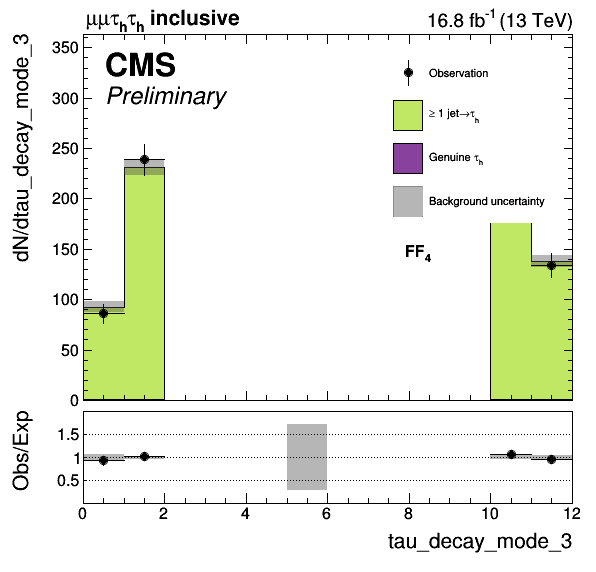 μμτhτh inclusive
16.8 fb-1 (13 TeV)
CMS
Preliminary
Observation
≥ 1 jet→τh
Genuine τh
Background uncertainty
FF4
dN/dtau_decay_mode_3
350
300
250
200
150
100
50
0
Obs/Exp
1.5
1
0.5
0 2 4 6 8 10 12
tau_decay_mode_3